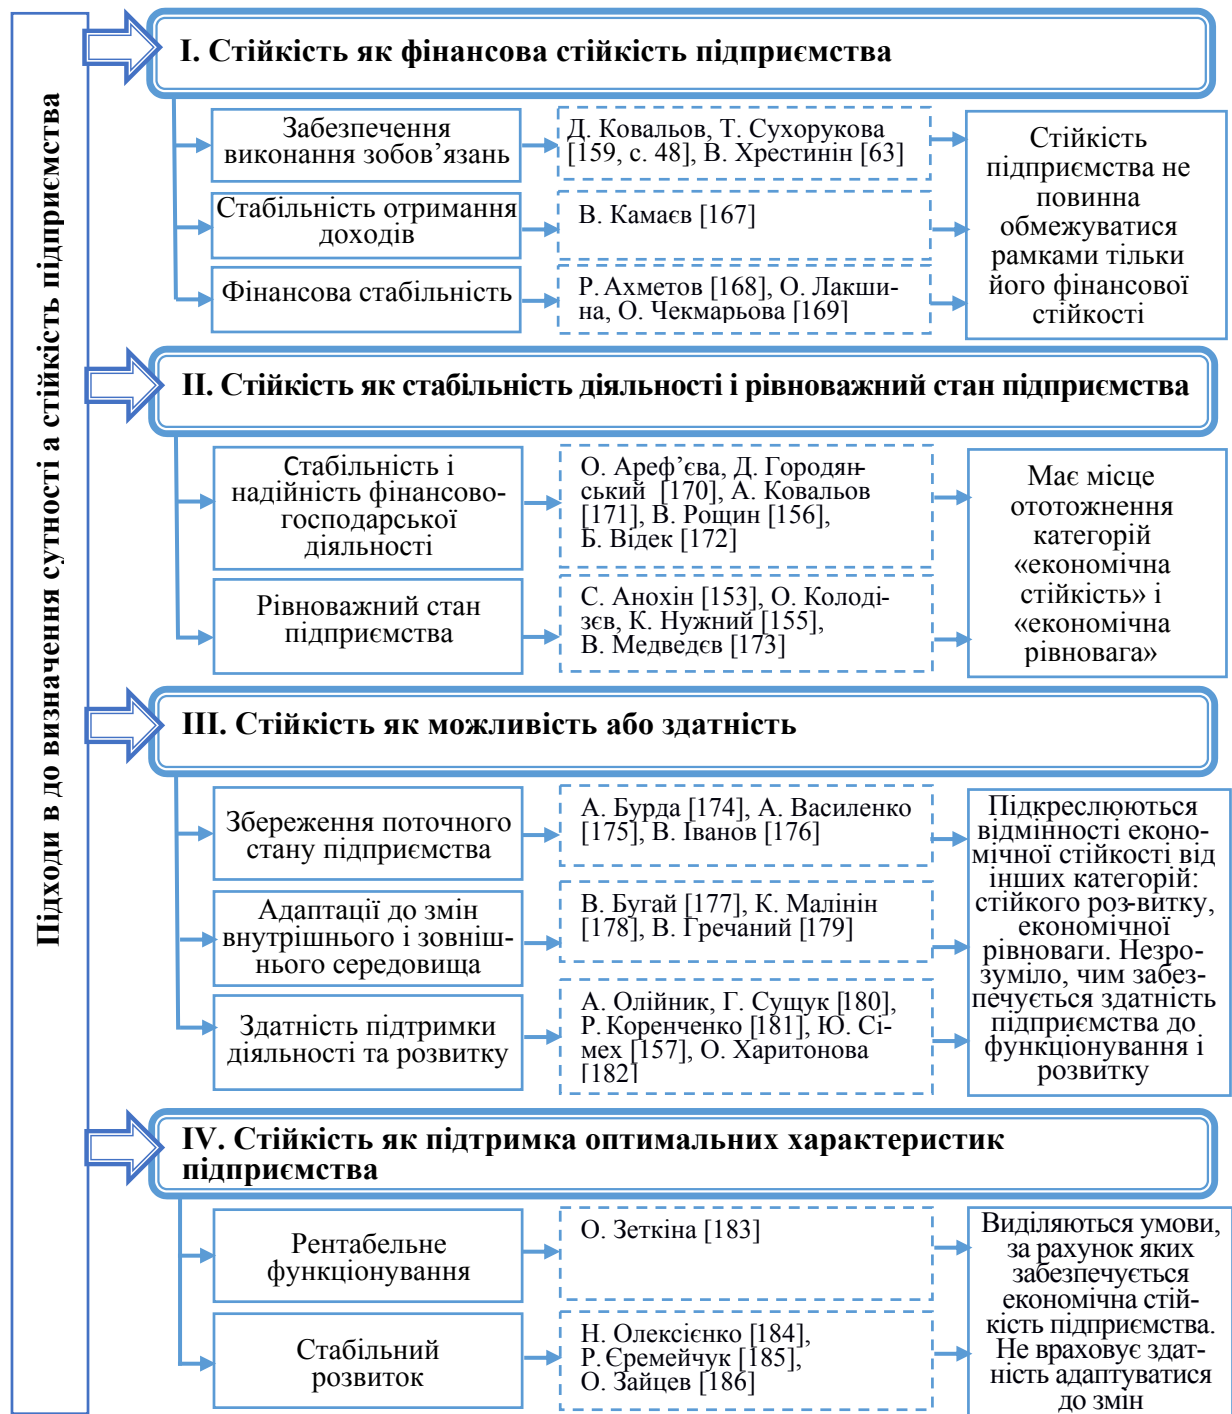 Підходи в до визначення сутності а стійкість підприємства
I. Стійкість як фінансова стійкість підприємства
Забезпечення
виконання зобов’язань
Д. Ковальов, Т. Сухорукова
[159, с. 48], В. Хрестинін [63]
Стабільність отримання
доходів
В. Камаєв [167]
Фінансова стабільність
Р. Ахметов [168], О. Лакши-
на, О. Чекмарьова [169]
Стійкість
підприємства не
повинна
обмежуватися
рамками тільки
його фінансової
стійкості
II. Стійкість як стабільність діяльності і рівноважний стан підприємства
Стабільність і
надійність фінансово-
господарської
діяльності
О. Ареф’єва, Д. Городян-
ський [170], А. Ковальов
[171], В. Рощин [156],
Б. Відек [172]
Рівноважний стан
підприємства
С. Анохін [153], О. Колоді-
зєв, К. Нужний [155],
В. Медведєв [173]
Має місце
ототожнення
категорій
«економічна
стійкість» і
«економічна
рівновага»
III. Стійкість як можливість або здатність
Збереження поточного
стану підприємства
А. Бурда [174], А. Василенко
[175], В. Іванов [176]
Адаптації до змін
внутрішнього і зовніш-
нього середовища
В. Бугай [177], К. Малінін
[178], В. Гречаний [179]
Здатність підтримки
діяльності та розвитку
А. Олійник, Г. Сущук [180],
Р. Коренченко [181], Ю. Сі-
мех [157], О. Харитонова
[182]
Підкреслюються
відмінності еконо-
мічної стійкості від
інших категорій:
стійкого роз-витку,
економічної
рівноваги. Незро-
зуміло, чим забез-
печується здатність
підприємства до
функціонування і
розвитку
IV. Стійкість як підтримка оптимальних характеристик
підприємства
Рентабельне
функціонування
О. Зеткіна [183]
Стабільний
розвиток
Н. Олексієнко [184],
Р. Єремейчук [185],
О. Зайцев [186]
Виділяються умови,
за рахунок яких
забезпечується
економічна стій-
кість підприємства.
Не враховує здат-
ність адаптуватися
до змін